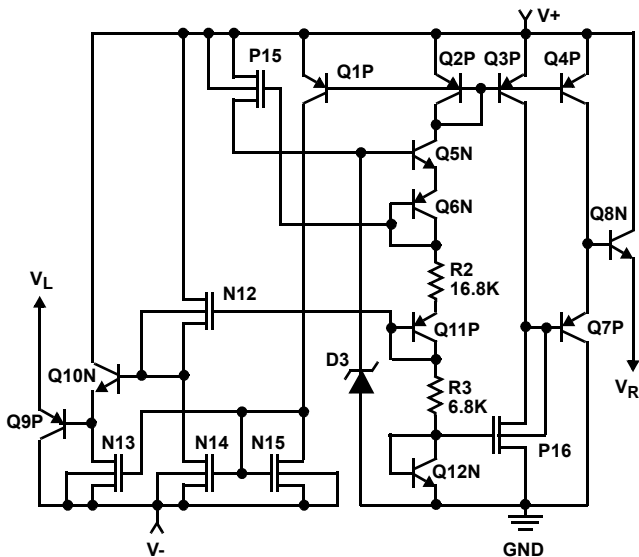 V+
P15
Q1P
Q2P
Q3P
Q4P
Q5N
Q6N
Q8N
R2
16.8K
VL
N12
Q11P
Q7P
D3
Q10N
R3
6.8K
VR
Q9P
N13
N14
N15
P16
Q12N
V-
GND